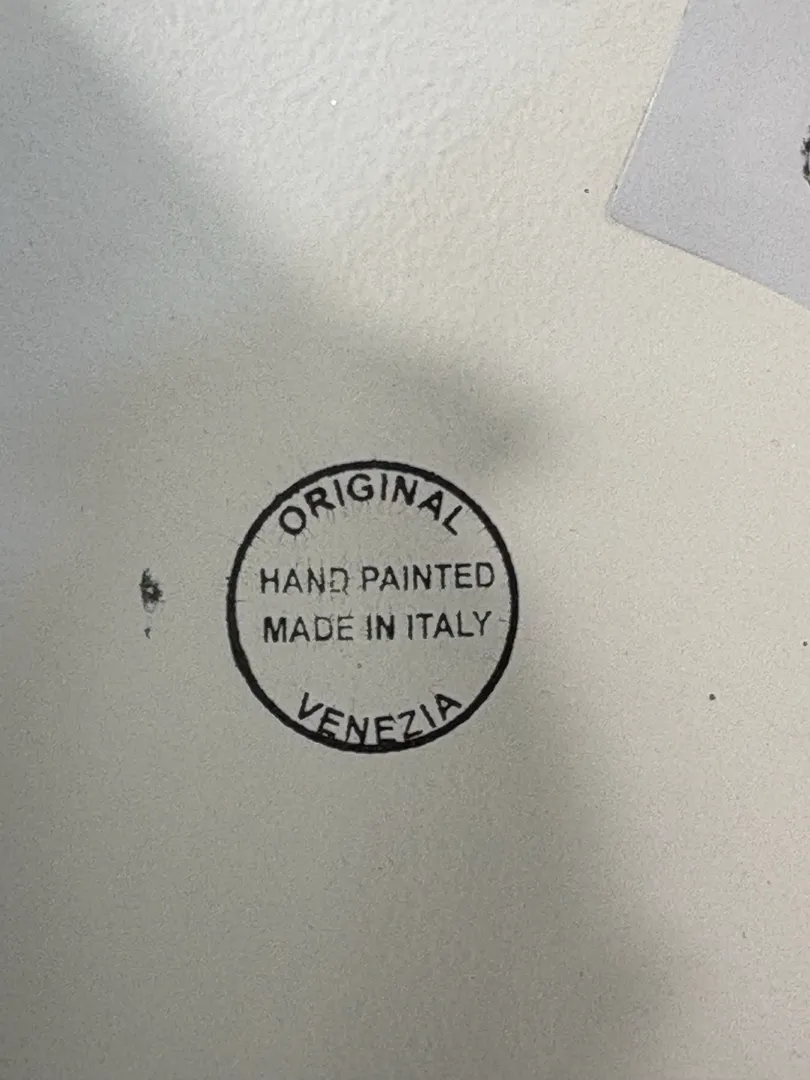 ORIGINAL
HAND PAINTED
MADE IN ITALY
VENEZIA